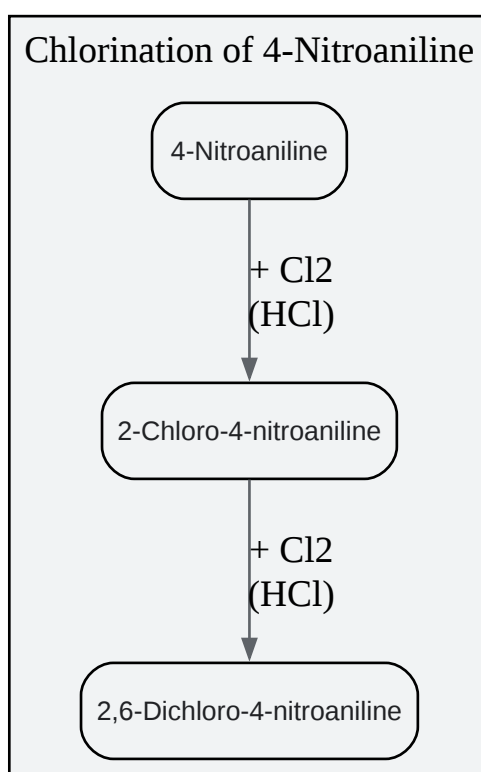 Chlorination of 4-Nitroaniline
4-Nitroaniline
+ Cl2
(HCl)
2-Chloro-4-nitroaniline
+ Cl2
(HCl)
2,6-Dichloro-4-nitroaniline